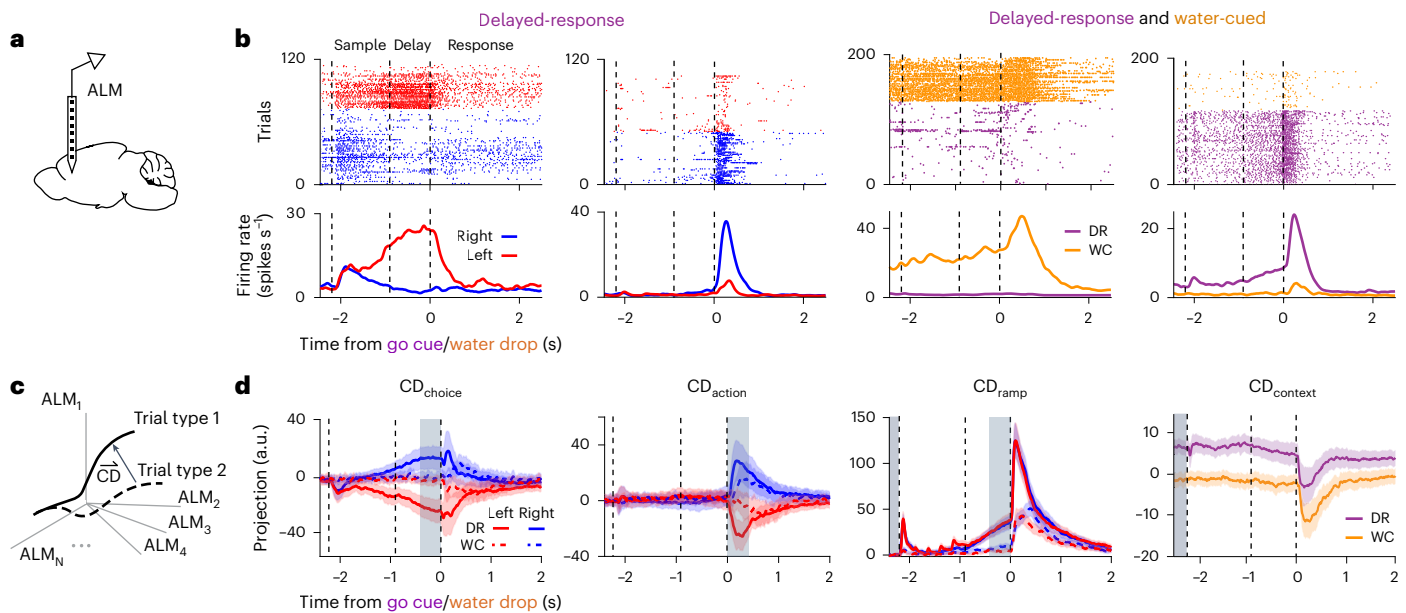 Delayed-response
Delayed-response and water-cued
a
b
ALM
Sample Delay Response
Trials
120
0
120
0
200
0
200
0
Firing rate
(spikes s⁻¹)
30
0
Right
Left
−2 0 2
40
0
−2 0 2
40
0
DR
WC
−2 0 2
20
0
−2 0 2
Time from go cue/water drop (s)
c
ALM1
Trial type 1
Trial type 2
CD
ALM2
ALM3
ALM4
ALMN
...
d
CDchoice
CDaction
CDramp
CDcontext
Projection (a.u.)
40
0
−40
Left Right
DR
WC
−2 −1 0 1 2
40
0
−40
−2 −1 0 1 2
150
100
50
0
−2 −1 0 1 2
10
0
−10
−20
DR
WC
−2 −1 0 1 2
Time from go cue/water drop (s)